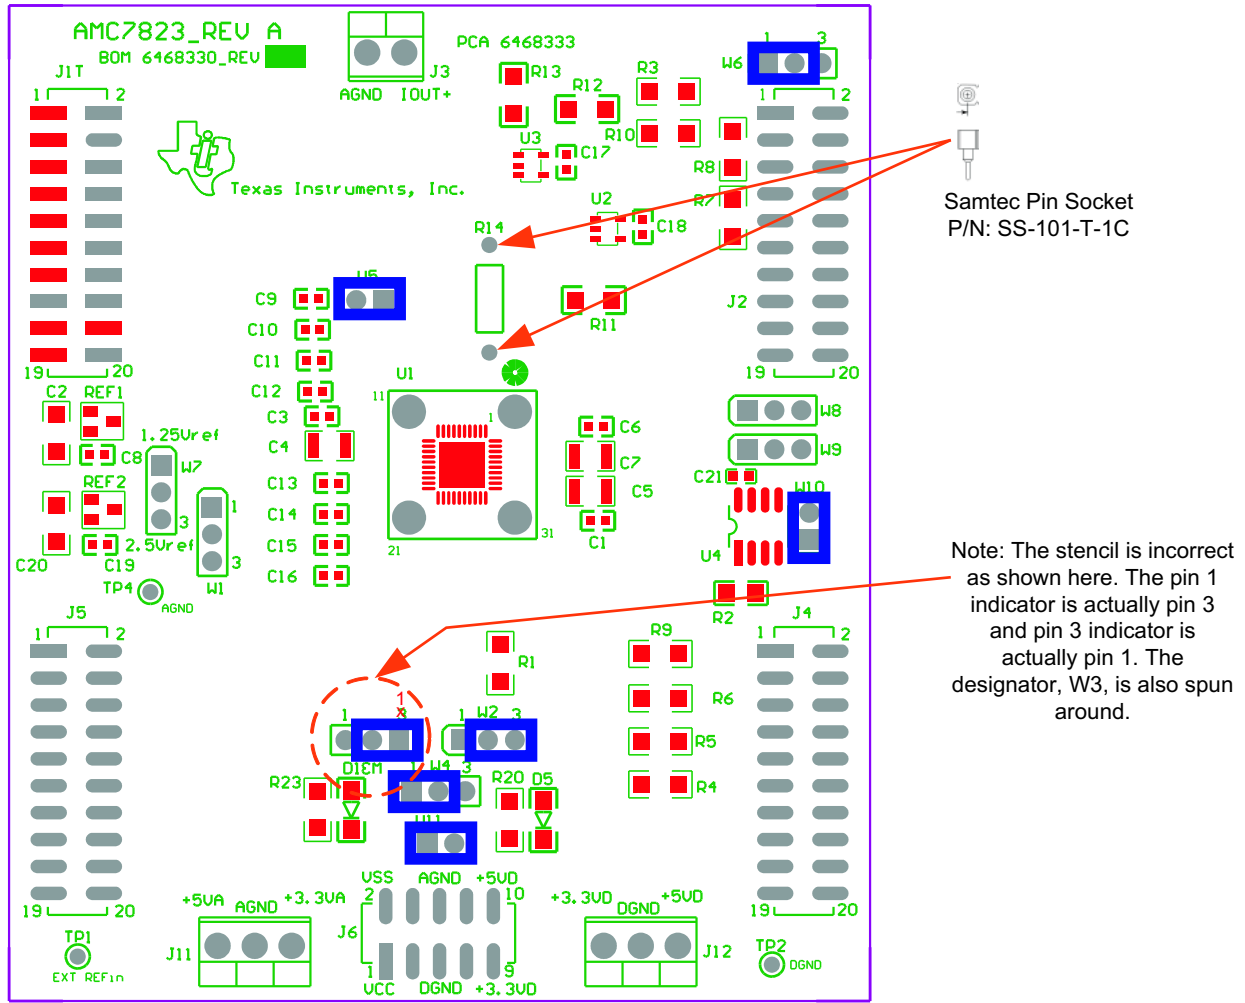 AMC7823_REV A
BOM 6468330_REV
PCA 6468333
J1T
1
2
19
20
J3
AGND IOUT+
Texas Instruments, Inc.
R13
R12
R3
R10
U3
C17
U2
C18
R8
R7
W6
1
3
1
2
J2
19
20
R14
R11
C9
C10
C11
C12
C3
C4
C13
C14
C15
C16
U1
11
1
21
31
C6
C7
C5
C1
C2
REF1
C8
1.25Vref
W7
REF2
3
2.5Vref
C20
C19
1
3
W1
TP4
AGND
W8
W9
C21
W10
U4
R2
J5
1
2
19
20
J4
1
2
19
20
R1
R9
R6
R5
R4
1
1
x
W2
1
3
W4
1
3
R23
R20
D5
VSS
AGND
+5VD
2
10
J6
1
9
VCC
DGND
+3.3VD
+5VA
AGND
+3.3VA
J11
+3.3VD
DGND
+5VD
J12
TP1
EXT REFin
TP2
DGND
Samtec Pin Socket
P/N: SS-101-T-1C
Note: The stencil is incorrect
as shown here. The pin 1
indicator is actually pin 3
and pin 3 indicator is
actually pin 1. The
designator, W3, is also spun
around.